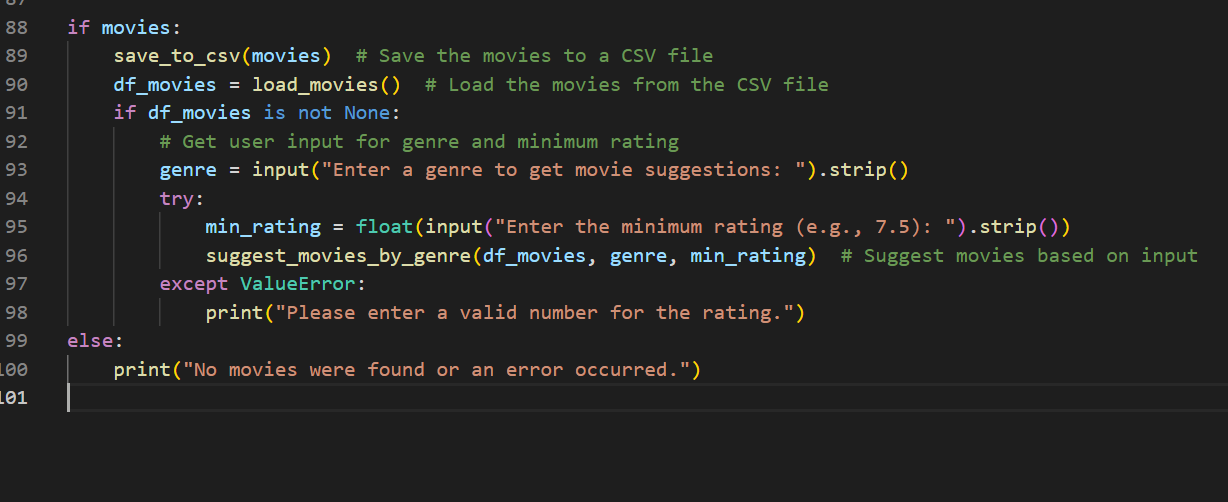 88 if movies:
89     save_to_csv(movies)  # Save the movies to a CSV file
90     df_movies = load_movies()  # Load the movies from the CSV file
91     if df_movies is not None:
92         # Get user input for genre and minimum rating
93         genre = input("Enter a genre to get movie suggestions: ").strip()
94         try:
95             min_rating = float(input("Enter the minimum rating (e.g., 7.5): ").strip())
96             suggest_movies_by_genre(df_movies, genre, min_rating)  # Suggest movies based on input
97         except ValueError:
98             print("Please enter a valid number for the rating.")
99 else:
100     print("No movies were found or an error occurred.")
101